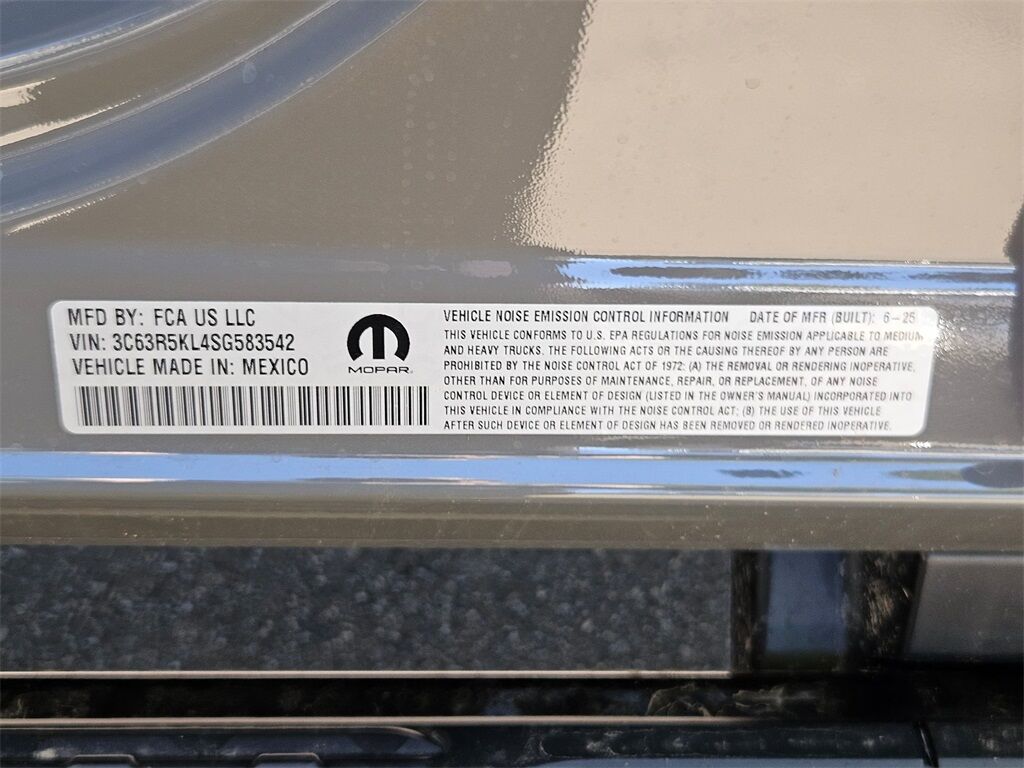 MFD BY: FCA US LLC
VIN: 3C63R5KL4SG583542
VEHICLE MADE IN: MEXICO
MOPAR
VEHICLE NOISE EMISSION CONTROL INFORMATION DATE OF MFR (BUILT): 6-25
THIS VEHICLE CONFORMS TO U.S. EPA REGULATIONS FOR NOISE EMISSION APPLICABLE TO MEDIUM
AND HEAVY TRUCKS. THE FOLLOWING ACTS OR THE CAUSING THEREOF BY ANY PERSON ARE
PROHIBITED BY THE NOISE CONTROL ACT OF 1972: (A) THE REMOVAL OR RENDERING INOPERATIVE,
OTHER THAN FOR PURPOSES OF MAINTENANCE, REPAIR, OR REPLACEMENT, OF ANY NOISE
CONTROL DEVICE OR ELEMENT OF DESIGN (LISTED IN THE OWNER'S MANUAL) INCORPORATED INTO
THIS VEHICLE IN COMPLIANCE WITH THE NOISE CONTROL ACT; (B) THE USE OF THIS VEHICLE
AFTER SUCH DEVICE OR ELEMENT OF DESIGN HAS BEEN REMOVED OR RENDERED INOPERATIVE.